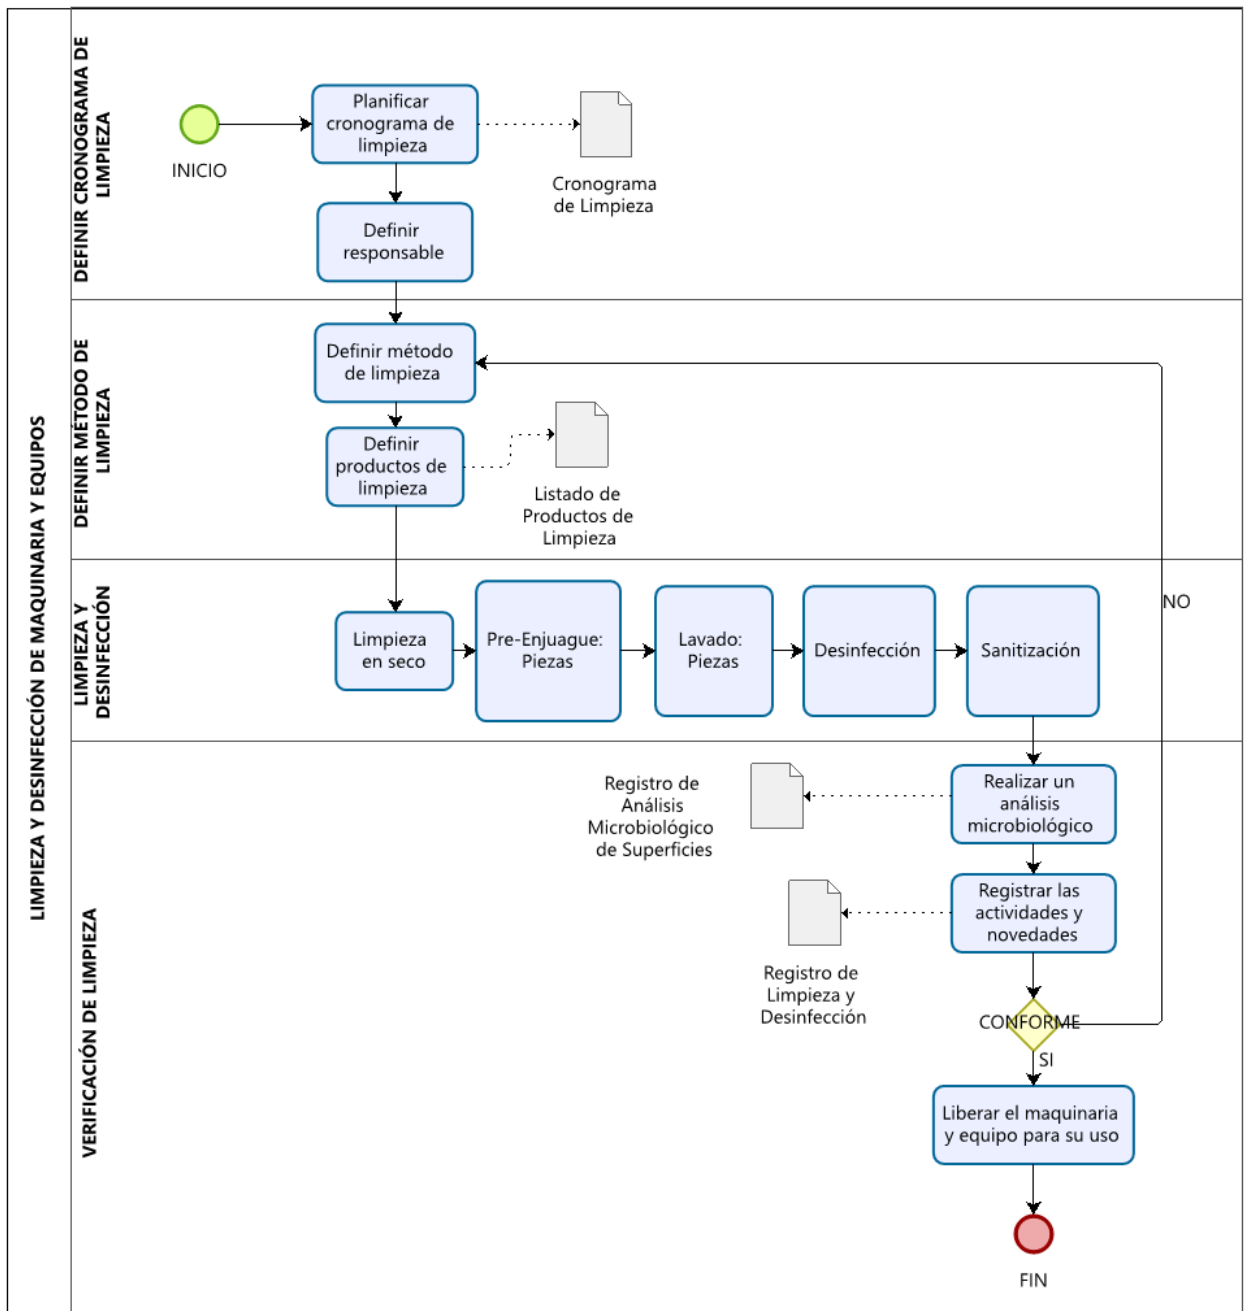 LIMPIEZA Y DESINFECCIÓN DE MAQUINARIA Y EQUIPOS
DEFINIR CRONOGRAMA DE
LIMPIEZA
INICIO
Planificar
cronograma de
limpieza
Cronograma
de Limpieza
Definir
responsable
DEFINIR MÉTODO DE
LIMPIEZA
Definir método
de limpieza
Definir
productos de
limpieza
Listado de
Productos de
Limpieza
LIMPIEZA Y
DESINFECCIÓN
Limpieza
en seco
Pre-Enjuague:
Piezas
Lavado:
Piezas
Desinfección
Sanitización
NO
VERIFICACIÓN DE LIMPIEZA
Realizar un
análisis
microbiológico
Registro de
Análisis
Microbiológico
de Superficies
Registrar las
actividades y
novedades
Registro de
Limpieza y
Desinfección
CONFORME
SI
Liberar el maquinaria
y equipo para su uso
FIN